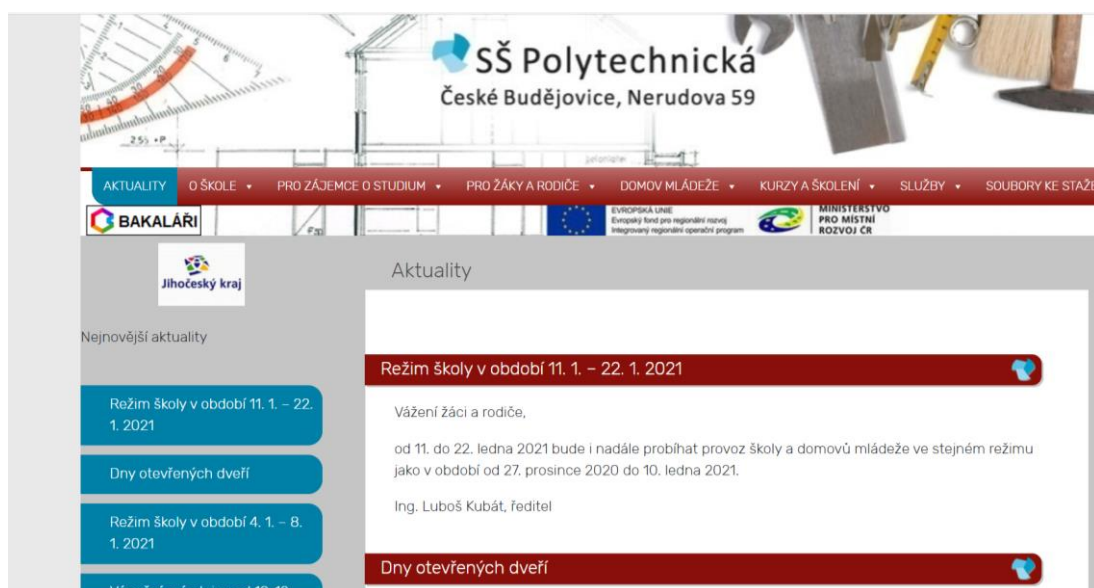 SŠ Polytechnická
České Budějovice, Nerudova 59
AKTUALITY
O ŠKOLE
PRO ZÁJEMCE O STUDIUM
PRO ŽÁKY A RODIČE
DOMOV MLÁDEŽE
KURZY A ŠKOLENÍ
SLUŽBY
SOUBORY KE
BAKALÁŘI
EVROPSKÁ UNIE
Evropský fond pro regionální rozvoj
Integrovaný regionální operační program
MINISTERSTVO
PRO MÍSTNÍ
ROZVOJ ČR
Jihočeský kraj
Nejnovější aktuality
Režim školy v období 11. 1. – 22.
1. 2021
Dny otevřených dveří
Režim školy v období 4. 1. – 8.
1. 2021
Aktuality
Režim školy v období 11. 1. – 22. 1. 2021
Vážení žáci a rodiče,
od 11. do 22. ledna 2021 bude i nadále probíhat provoz školy a domovů mládeže ve stejném režimu
jako v období od 27. prosince 2020 do 10. ledna 2021.
Ing. Luboš Kubát, ředitel
Dny otevřených dveří